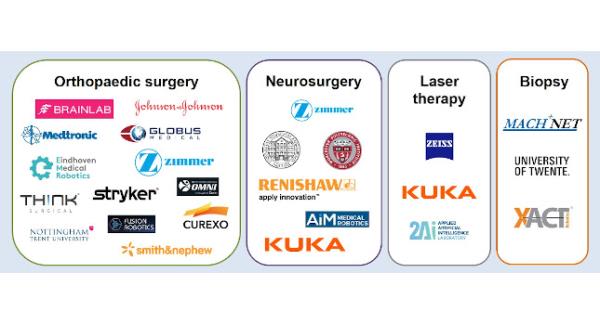 Orthopaedic surgery
BRAINLAB
Johnson&Johnson
Medtronic
GLOBUS
MEDICAL
Eindhoven
Medical
Robotics
zimmer
THINK
SURGICAL
stryker
OMNI
NOTTINGHAM
TRENT UNIVERSITY
FUSION
ROBOTICS
CUREXO
smith&nephew
Neurosurgery
zimmer
RENISHAW
apply innovation™
AiM MEDICAL
ROBOTICS
KUKA
Laser
therapy
ZEISS
KUKA
2Ai
APPLIED
ARTIFICIAL
INTELLIGENCE
LABORATORY
Biopsy
MACHNET
UNIVERSITY
OF TWENTE.
XACT